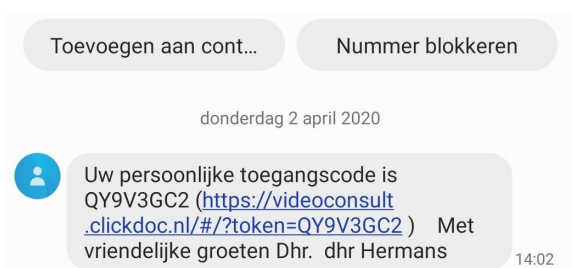 Toevoegen aan cont... Nummer blokkeren
donderdag 2 april 2020
Uw persoonlijke toegangscode is
QY9V3GC2 (https://videoconsult
.clickdoc.nl/#/?token=QY9V3GC2 ) Met
vriendelijke groeten Dhr. dhr Hermans
14:02